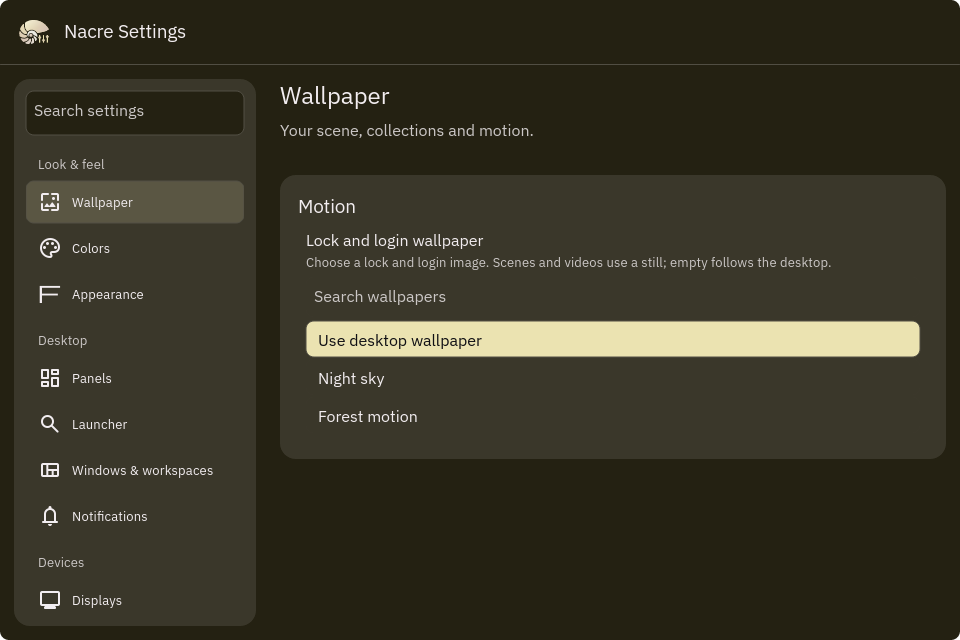 Nacre Settings
Search settings
Look & feel
Wallpaper
Colors
Appearance
Desktop
Panels
Launcher
Windows & workspaces
Notifications
Devices
Displays
Wallpaper
Your scene, collections and motion.
Motion
Lock and login wallpaper
Choose a lock and login image. Scenes and videos use a still; empty follows the desktop.
Search wallpapers
Use desktop wallpaper
Night sky
Forest motion